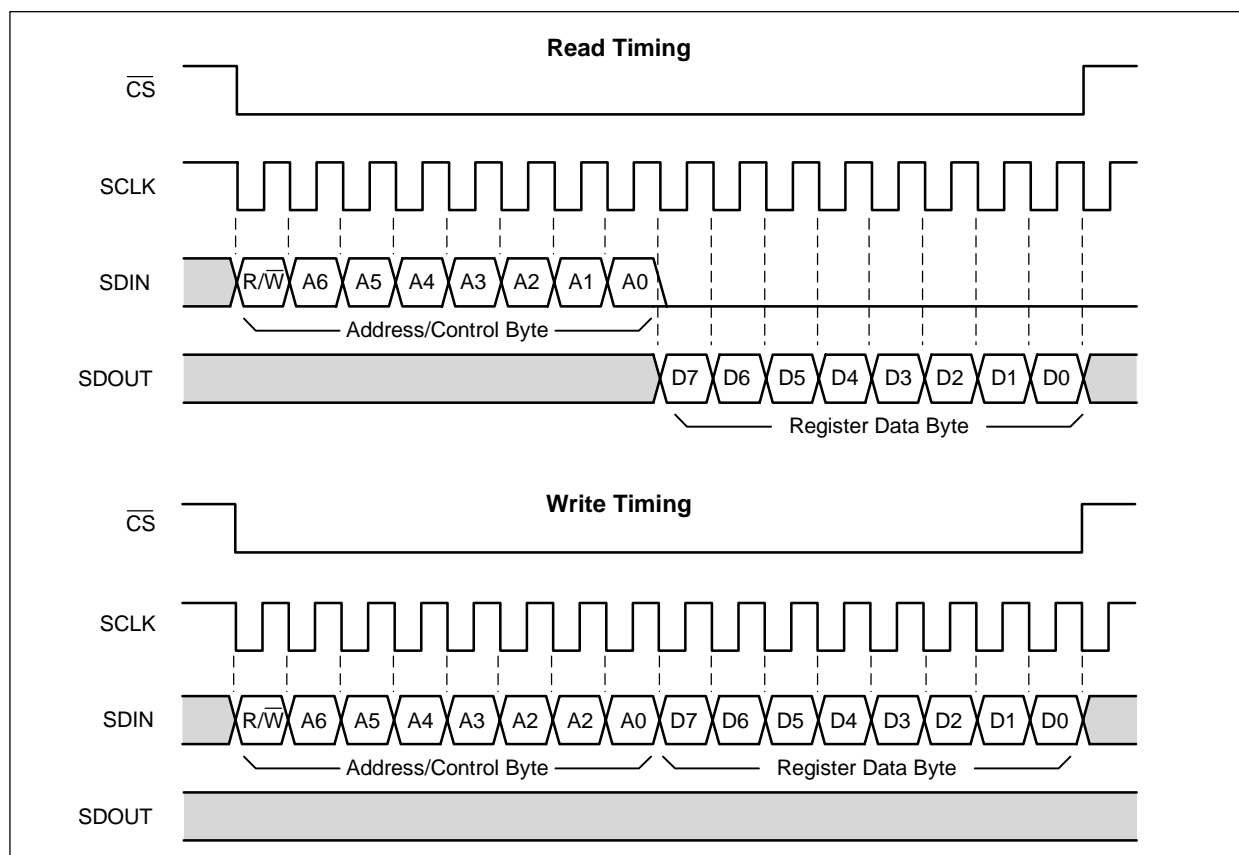 Read Timing
CS
SCLK
SDIN R/W A6 A5 A4 A3 A2 A1 A0
Address/Control Byte
SDOUT D7 D6 D5 D4 D3 D2 D1 D0
Register Data Byte
Write Timing
CS
SCLK
SDIN R/W A6 A5 A4 A3 A2 A2 A0 D7 D6 D5 D4 D3 D2 D1 D0
Address/Control Byte Register Data Byte
SDOUT